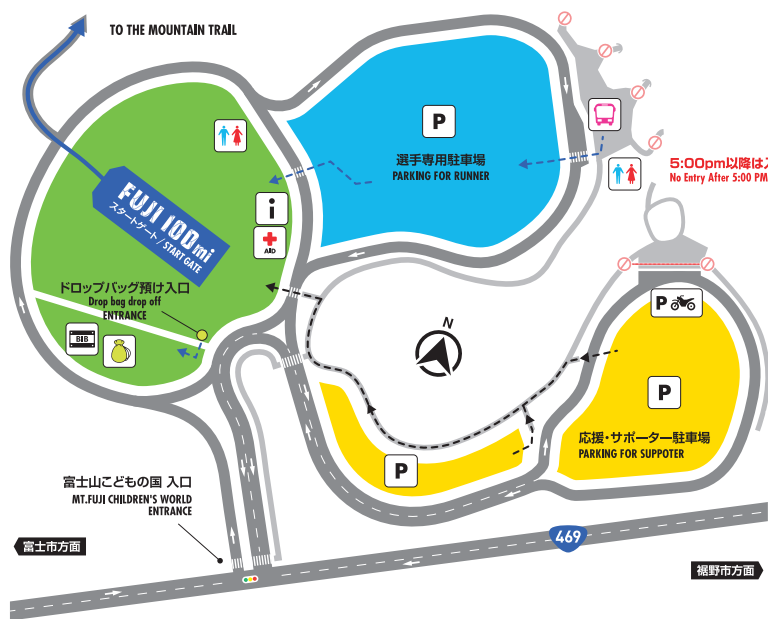 TO THE MOUNTAIN TRAIL
P
選手専用駐車場
PARKING FOR RUNNER
5:00pm以降は
No Entry After 5:00 PM
FUJI 100mi
スタートゲート / START GATE
i
AID
ドロップバッグ預け入口
Drop bag drop off
ENTRANCE
BIB
N
P
P
応援・サポーター駐車場
PARKING FOR SUPPOTER
P
富士山こどもの国 入口
MT.FUJI CHILDREN'S WORLD
ENTRANCE
469
富士市方面
裾野市方面